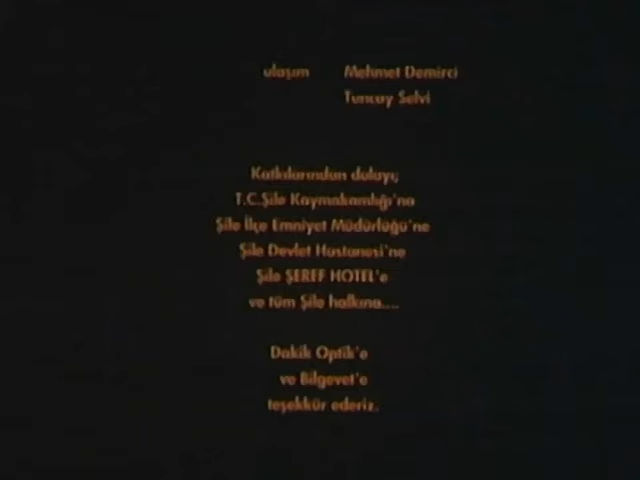 ulaşım Mehmet Demirci
Tuncay Selvi
Katkılarından dolayı;
T.C.Şile Kaymakamlığı'na
Şile İlçe Emniyet Müdürlüğü'ne
Şile Devlet Hastanesi'ne
Şile ŞEREF HOTEL'e
ve tüm Şile halkına....
Dakik Optik'e
ve Bilgevet'e
teşekkür ederiz.